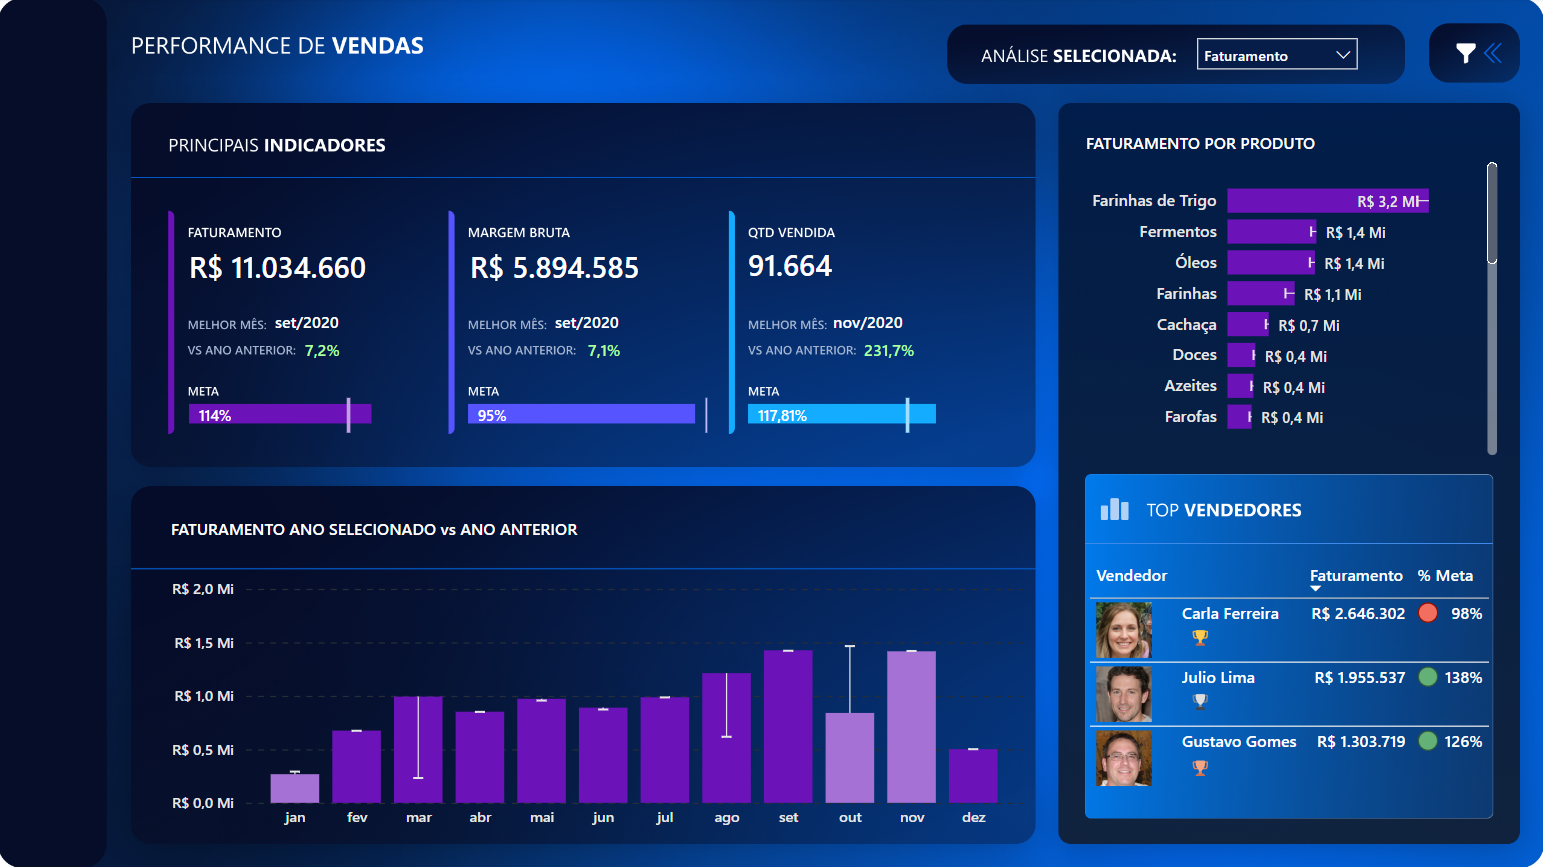 PERFORMANCE DE VENDAS
ANÁLISE SELECIONADA:
Faturamento
PRINCIPAIS INDICADORES
FATURAMENTO
R$ 11.034.660
MELHOR MÊS: set/2020
VS ANO ANTERIOR: 7,2%
META
114%
MARGEM BRUTA
R$ 5.894.585
MELHOR MÊS: set/2020
VS ANO ANTERIOR: 7,1%
META
95%
QTD VENDIDA
91.664
MELHOR MÊS: nov/2020
VS ANO ANTERIOR: 231,7%
META
117,81%
FATURAMENTO ANO SELECIONADO vs ANO ANTERIOR
R$ 2,0 Mi
R$ 1,5 Mi
R$ 1,0 Mi
R$ 0,5 Mi
R$ 0,0 Mi
jan fev mar abr mai jun jul ago set out nov dez
FATURAMENTO POR PRODUTO
Farinhas de Trigo R$ 3,2 Mi
Fermentos R$ 1,4 Mi
Óleos R$ 1,4 Mi
Farinhas R$ 1,1 Mi
Cachaça R$ 0,7 Mi
Doces R$ 0,4 Mi
Azeites R$ 0,4 Mi
Farofas R$ 0,4 Mi
TOP VENDEDORES
Vendedor Faturamento % Meta
Carla Ferreira R$ 2.646.302 98%
Julio Lima R$ 1.955.537 138%
Gustavo Gomes R$ 1.303.719 126%